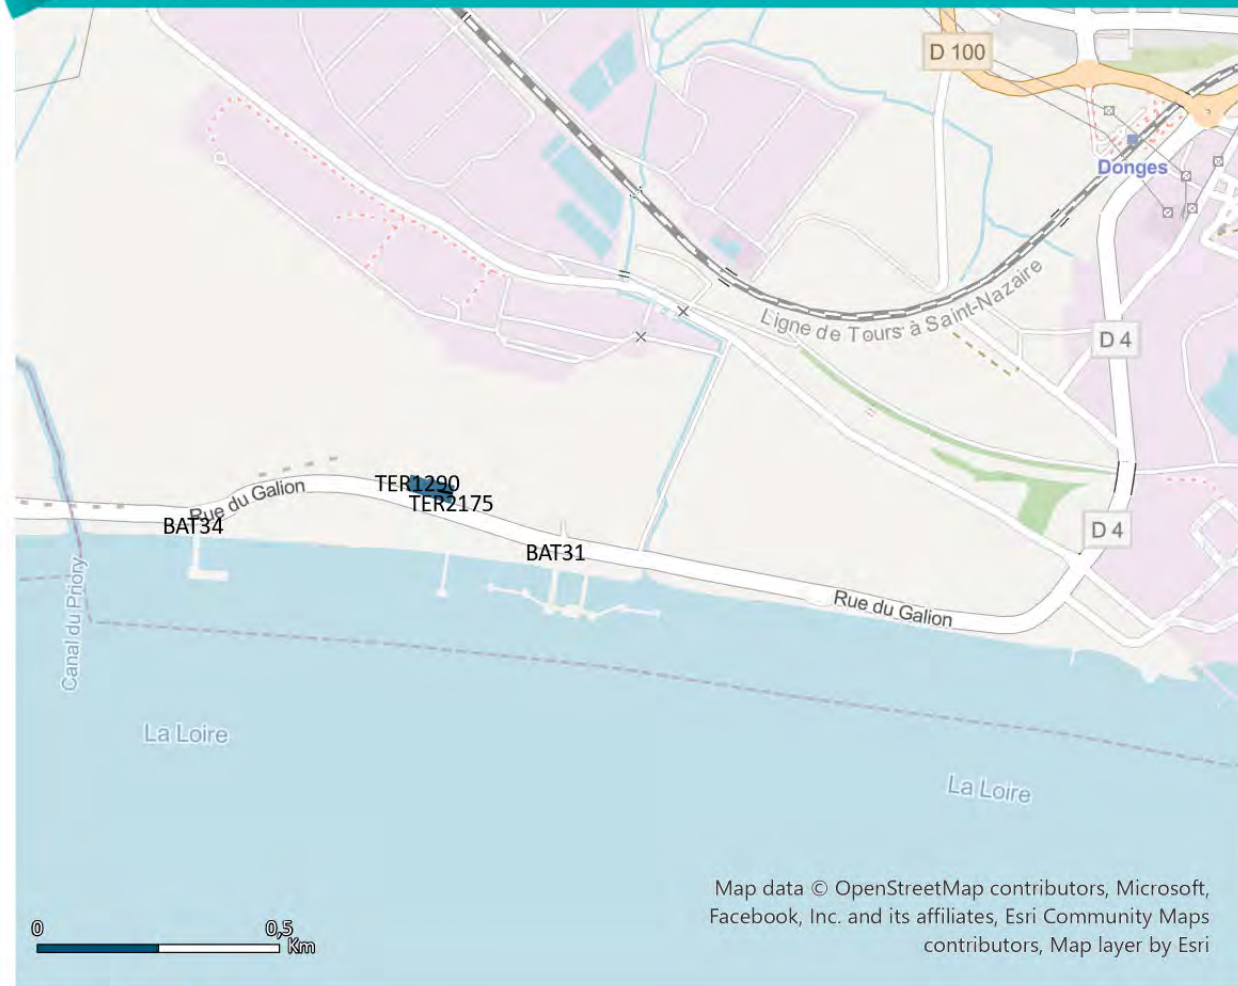 D 100
Donges
Ligne de Tours à Saint-Nazaire
D 4
TER1290
Rue du Galion
TER2175
BAT34
D 4
BAT31
Canal du Priory
Rue du Galion
La Loire
La Loire
Map data © OpenStreetMap contributors, Microsoft,
Facebook, Inc. and its affiliates, Esri Community Maps
contributors, Map layer by Esri
0 0,5
Km